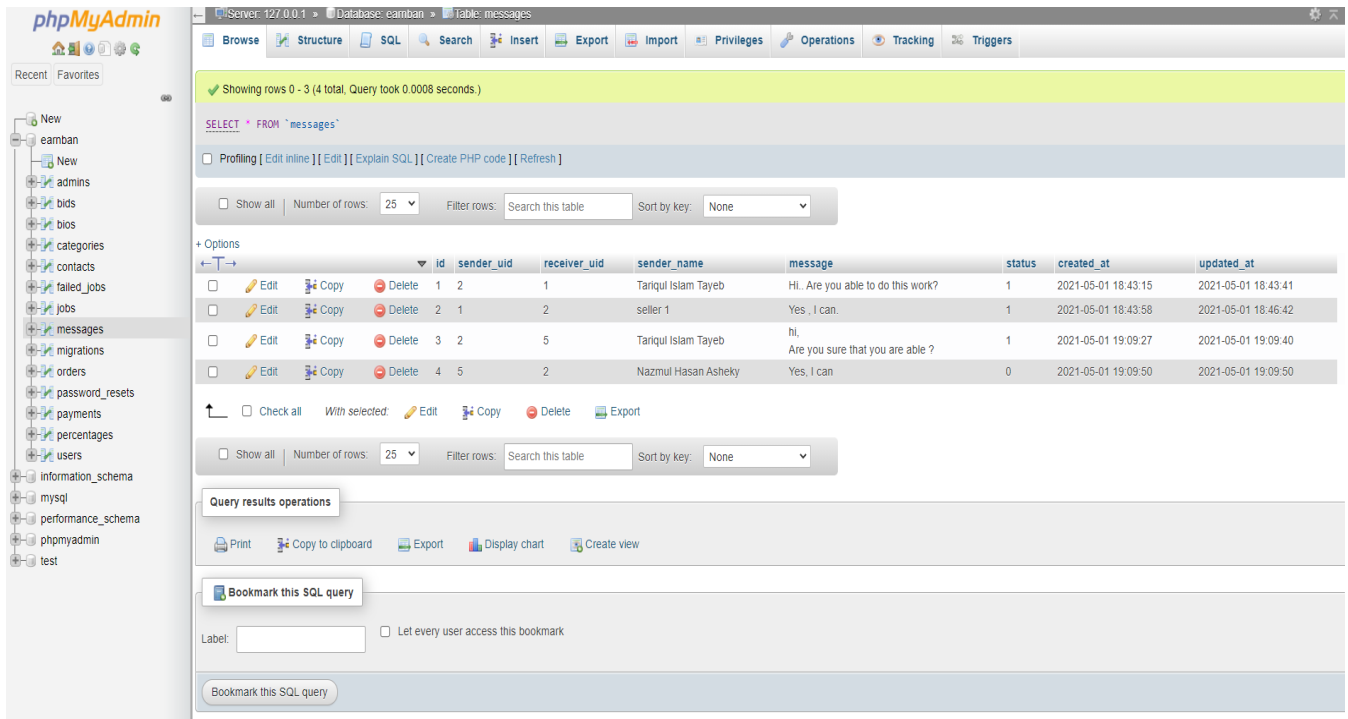 phpMyAdmin
Recent Favorites
New
earnban
New
admins
bids
bios
categories
contacts
failed_jobs
jobs
messages
migrations
orders
password_resets
payments
percentages
users
information_schema
mysql
performance_schema
phpmyadmin
test
Server: 127.0.0.1 » Database: earnban » Table: messages
Browse Structure SQL Search Insert Export Import Privileges Operations Tracking Triggers
Showing rows 0 - 3 (4 total, Query took 0.0008 seconds.)
SELECT * FROM `messages`
Profiling [ Edit inline ] [ Edit ] [ Explain SQL ] [ Create PHP code ] [ Refresh ]
Show all | Number of rows: 25 Filter rows: Search this table Sort by key: None
+ Options
←T→ id sender_uid receiver_uid sender_name message status created_at updated_at
Edit Copy Delete 1 2 1 Tariqul Islam Tayeb Hi.. Are you able to do this work? 1 2021-05-01 18:43:15 2021-05-01 18:43:41
Edit Copy Delete 2 1 2 seller 1 Yes , I can. 1 2021-05-01 18:43:58 2021-05-01 18:46:42
Edit Copy Delete 3 2 5 Tariqul Islam Tayeb hi,
Are you sure that you are able ? 1 2021-05-01 19:09:27 2021-05-01 19:09:40
Edit Copy Delete 4 5 2 Nazmul Hasan Asheky Yes, I can 0 2021-05-01 19:09:50 2021-05-01 19:09:50
Check all With selected: Edit Copy Delete Export
Show all | Number of rows: 25 Filter rows: Search this table Sort by key: None
Query results operations
Print Copy to clipboard Export Display chart Create view
Bookmark this SQL query
Label: Let every user access this bookmark
Bookmark this SQL query